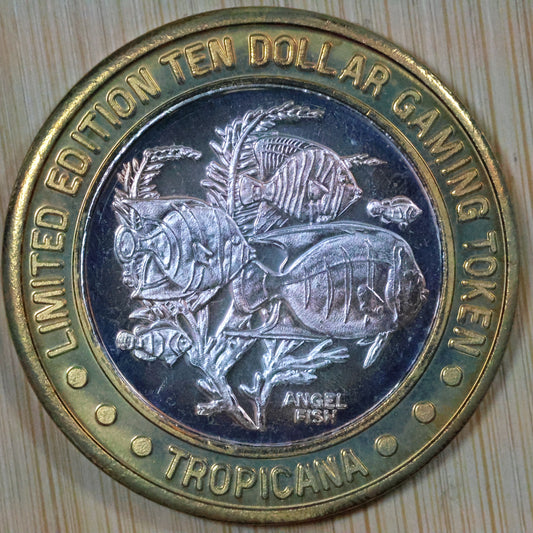 LIMITED EDITION TEN DOLLAR GAMING TOKEN
ANGEL
FISH
TROPICANA